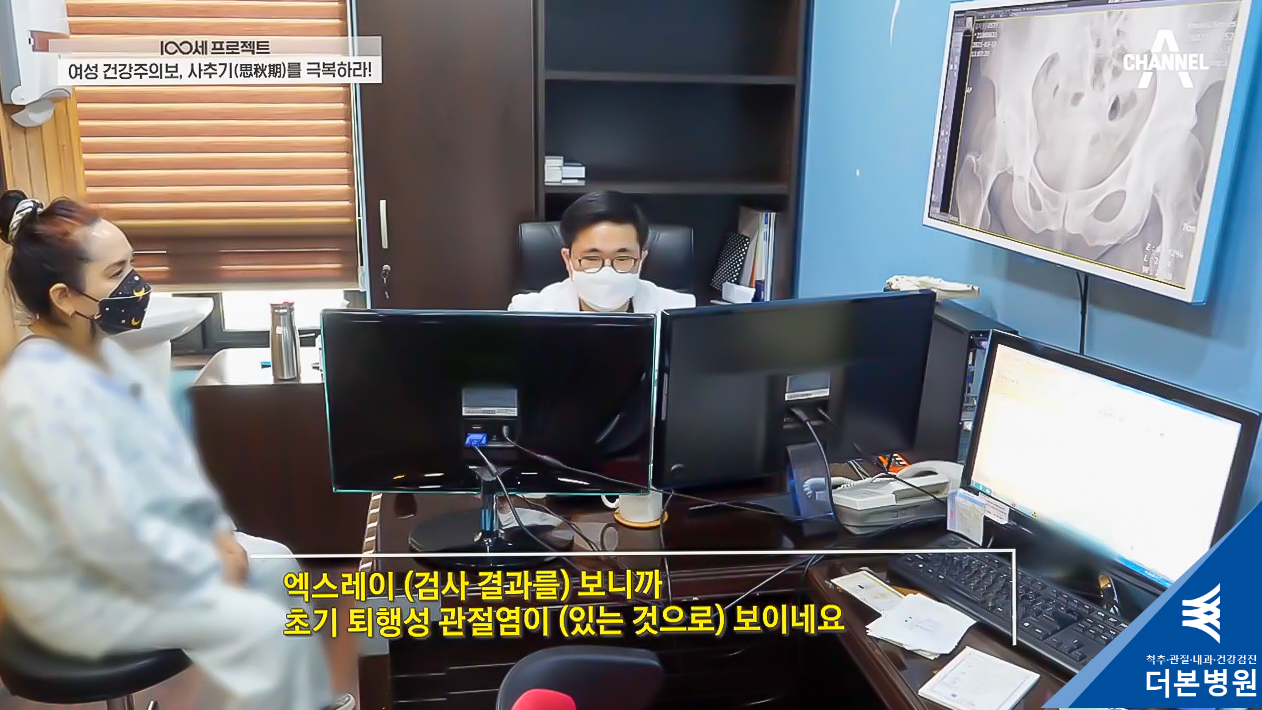 100세 프로젝트
여성 건강주의보, 사추기(思秋期)를 극복하라!
CHANNEL A
엑스레이 (검사 결과를) 보니까
초기 퇴행성 관절염이 (있는 것으로) 보이네요
척추·관절·내과·건강검진
더본병원